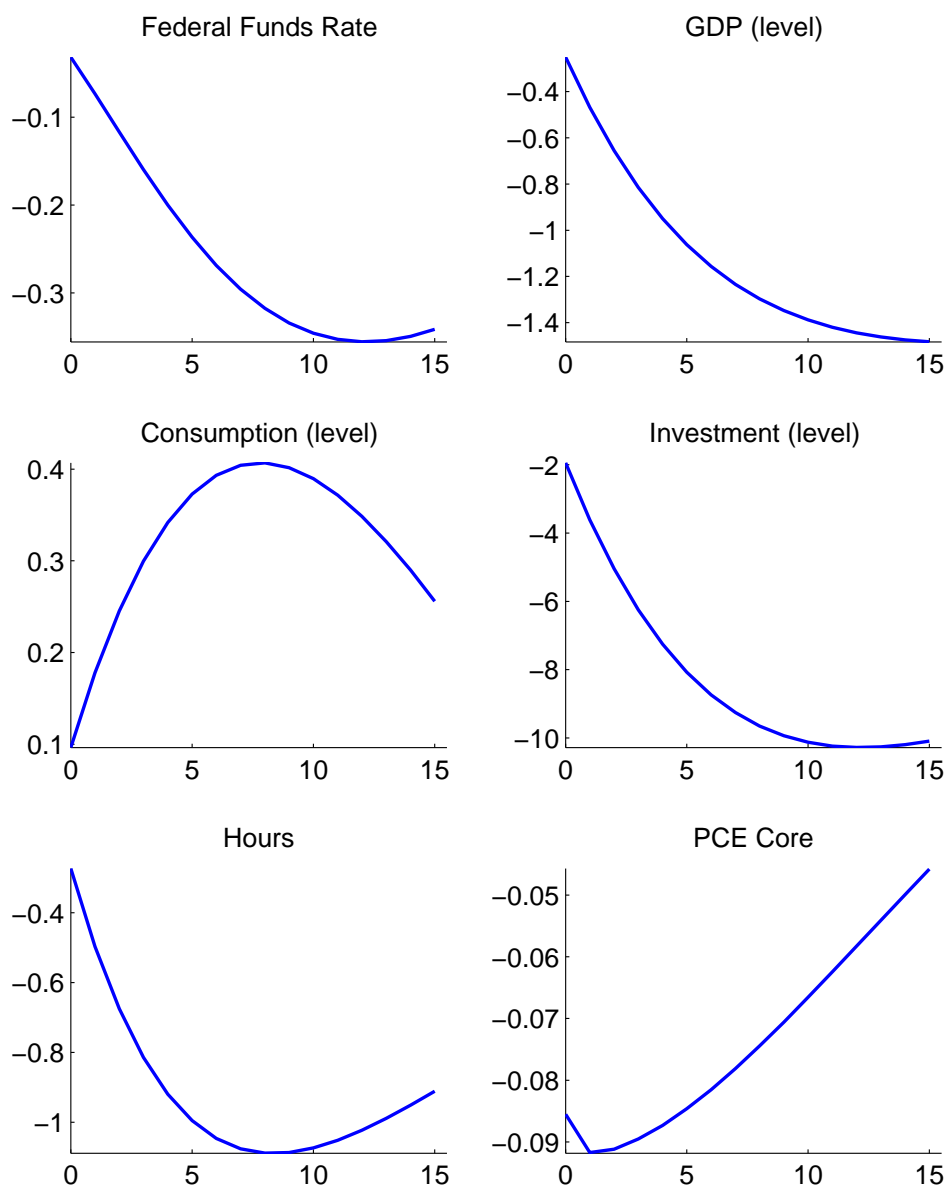 Federal Funds Rate
−0.1
−0.2
−0.3
0 5 10 15
GDP (level)
−0.4
−0.6
−0.8
−1
−1.2
−1.4
0 5 10 15
Consumption (level)
0.4
0.3
0.2
0.1
0 5 10 15
Investment (level)
−2
−4
−6
−8
−10
0 5 10 15
Hours
−0.4
−0.6
−0.8
−1
0 5 10 15
PCE Core
−0.05
−0.06
−0.07
−0.08
−0.09
0 5 10 15